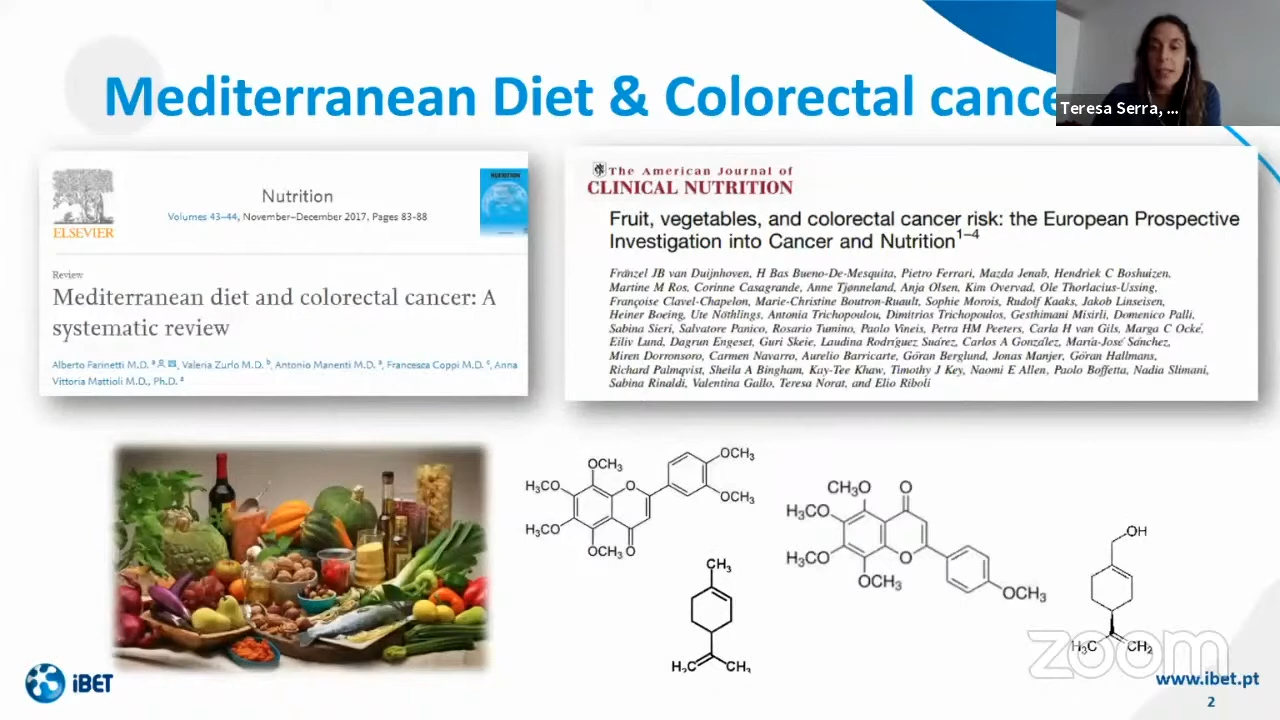 Mediterranean Diet & Colorectal cance
Teresa Serra, ...
ELSEVIER
Nutrition
Volumes 43–44, November–December 2017, Pages 83-88
NUTRITION
Review
Mediterranean diet and colorectal cancer: A
systematic review
Alberto Farinetti M.D. a, Valeria Zurlo M.D. b, Antonio Manenti M.D. a, Francesca Coppi M.D. c, Anna
Vittoria Mattioli M.D., Ph.D. a
The American Journal of
CLINICAL NUTRITION
Fruit, vegetables, and colorectal cancer risk: the European Prospective
Investigation into Cancer and Nutrition1–4
Fränzel JB van Duijnhoven, H Bas Bueno-De-Mesquita, Pietro Ferrari, Mazda Jenab, Hendriek C Boshuizen,
Martine M Ros, Corinne Casagrande, Anne Tjønneland, Anja Olsen, Kim Overvad, Ole Thorlacius-Ussing,
Françoise Clavel-Chapelon, Marie-Christine Boutron-Ruault, Sophie Morois, Rudolf Kaaks, Jakob Linseisen,
Heiner Boeing, Ute Nöthlings, Antonia Trichopoulou, Dimitrios Trichopoulos, Gesthimani Misirli, Domenico Palli,
Sabina Sieri, Salvatore Panico, Rosario Tumino, Paolo Vineis, Petra HM Peeters, Carla H van Gils, Marga C Ocké,
Eiliv Lund, Dagrun Engeset, Guri Skeie, Laudina Rodríguez Suárez, Carlos A González, María-José Sánchez,
Miren Dorronsoro, Carmen Navarro, Aurelio Barricarte, Göran Berglund, Jonas Manjer, Göran Hallmans,
Richard Palmqvist, Sheila A Bingham, Kay-Tee Khaw, Timothy J Key, Naomi E Allen, Paolo Boffetta, Nadia Slimani,
Sabina Rinaldi, Valentina Gallo, Teresa Norat, and Elio Riboli
OCH3
OCH3
H3CO
O
OCH3
H3CO
OCH3
O
CH3
H3C
CH3
CH3O
O
H3CO
H3CO
O
OCH3
OCH3
OH
H3C
CH2
zoom
iBET
www.ibet.pt
2